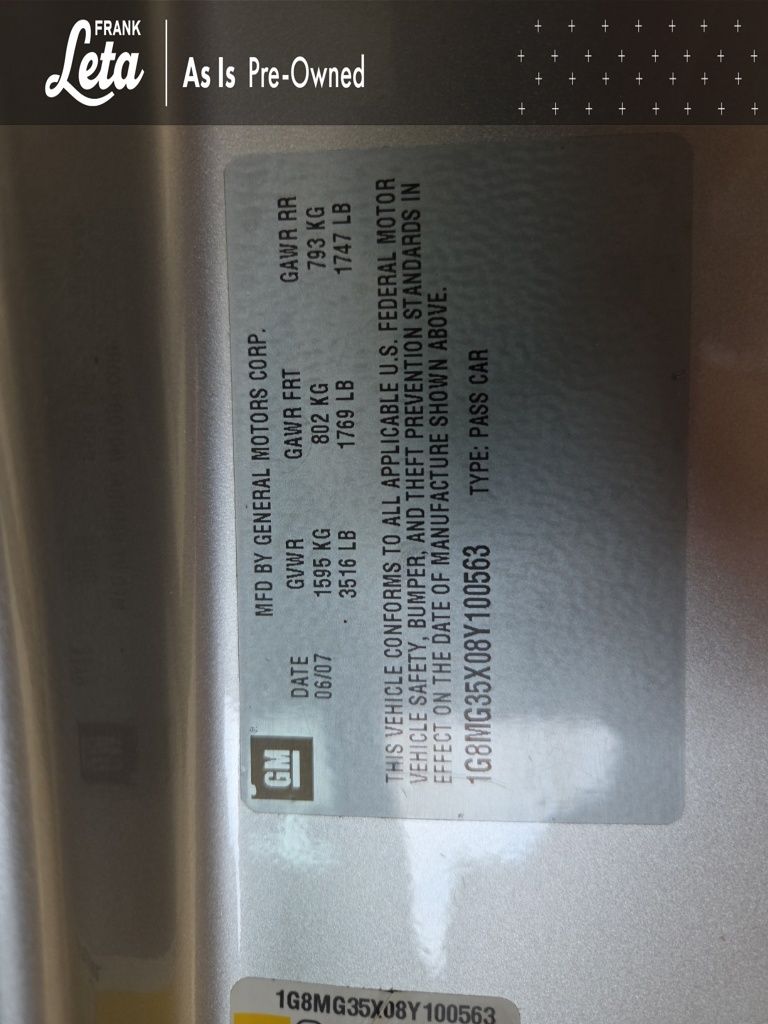 FRANK
Leta
As Is Pre-Owned
MFD BY GENERAL MOTORS CORP.
DATE GVWR GAWR FRT GAWR RR
06/07 1595 KG 802 KG 793 KG
3516 LB 1769 LB 1747 LB
GM
THIS VEHICLE CONFORMS TO ALL APPLICABLE U.S. FEDERAL MOTOR
VEHICLE SAFETY, BUMPER, AND THEFT PREVENTION STANDARDS IN
EFFECT ON THE DATE OF MANUFACTURE SHOWN ABOVE.
1G8MG35X08Y100563 TYPE: PASS CAR
1G8MG35X08Y100563